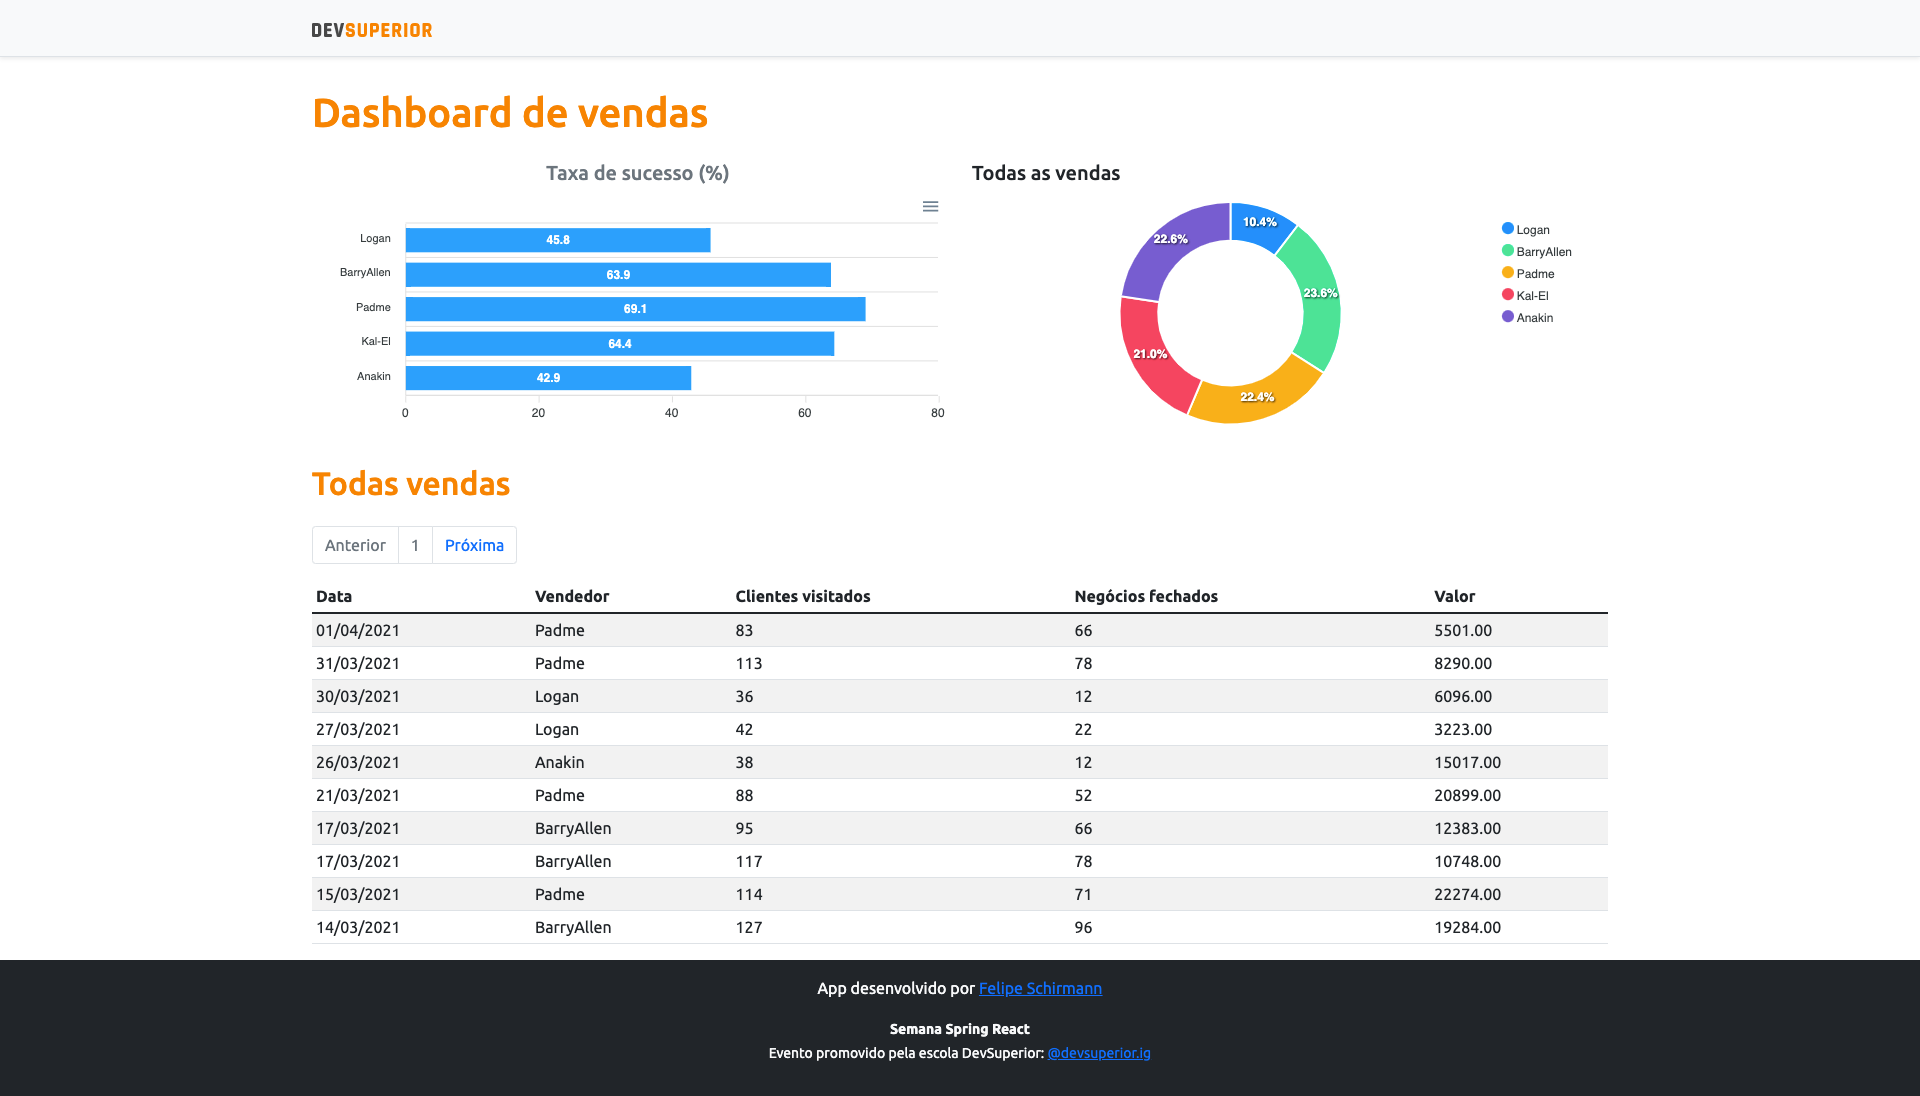 DEVSUPERIOR
Dashboard de vendas
Taxa de sucesso (%)
Logan 45.8
BarryAllen 63.9
Padme 69.1
Kal-El 64.4
Anakin 42.9
0 20 40 60 80
Todas as vendas
10.4%
23.6%
22.4%
21.0%
22.6%
Logan
BarryAllen
Padme
Kal-El
Anakin
Todas vendas
Anterior 1 Próxima
Data Vendedor Clientes visitados Negócios fechados Valor
01/04/2021 Padme 83 66 5501.00
31/03/2021 Padme 113 78 8290.00
30/03/2021 Logan 36 12 6096.00
27/03/2021 Logan 42 22 3223.00
26/03/2021 Anakin 38 12 15017.00
21/03/2021 Padme 88 52 20899.00
17/03/2021 BarryAllen 95 66 12383.00
17/03/2021 BarryAllen 117 78 10748.00
15/03/2021 Padme 114 71 22274.00
14/03/2021 BarryAllen 127 96 19284.00
App desenvolvido por Felipe Schirmann
Semana Spring React
Evento promovido pela escola DevSuperior: @devsuperior.ig